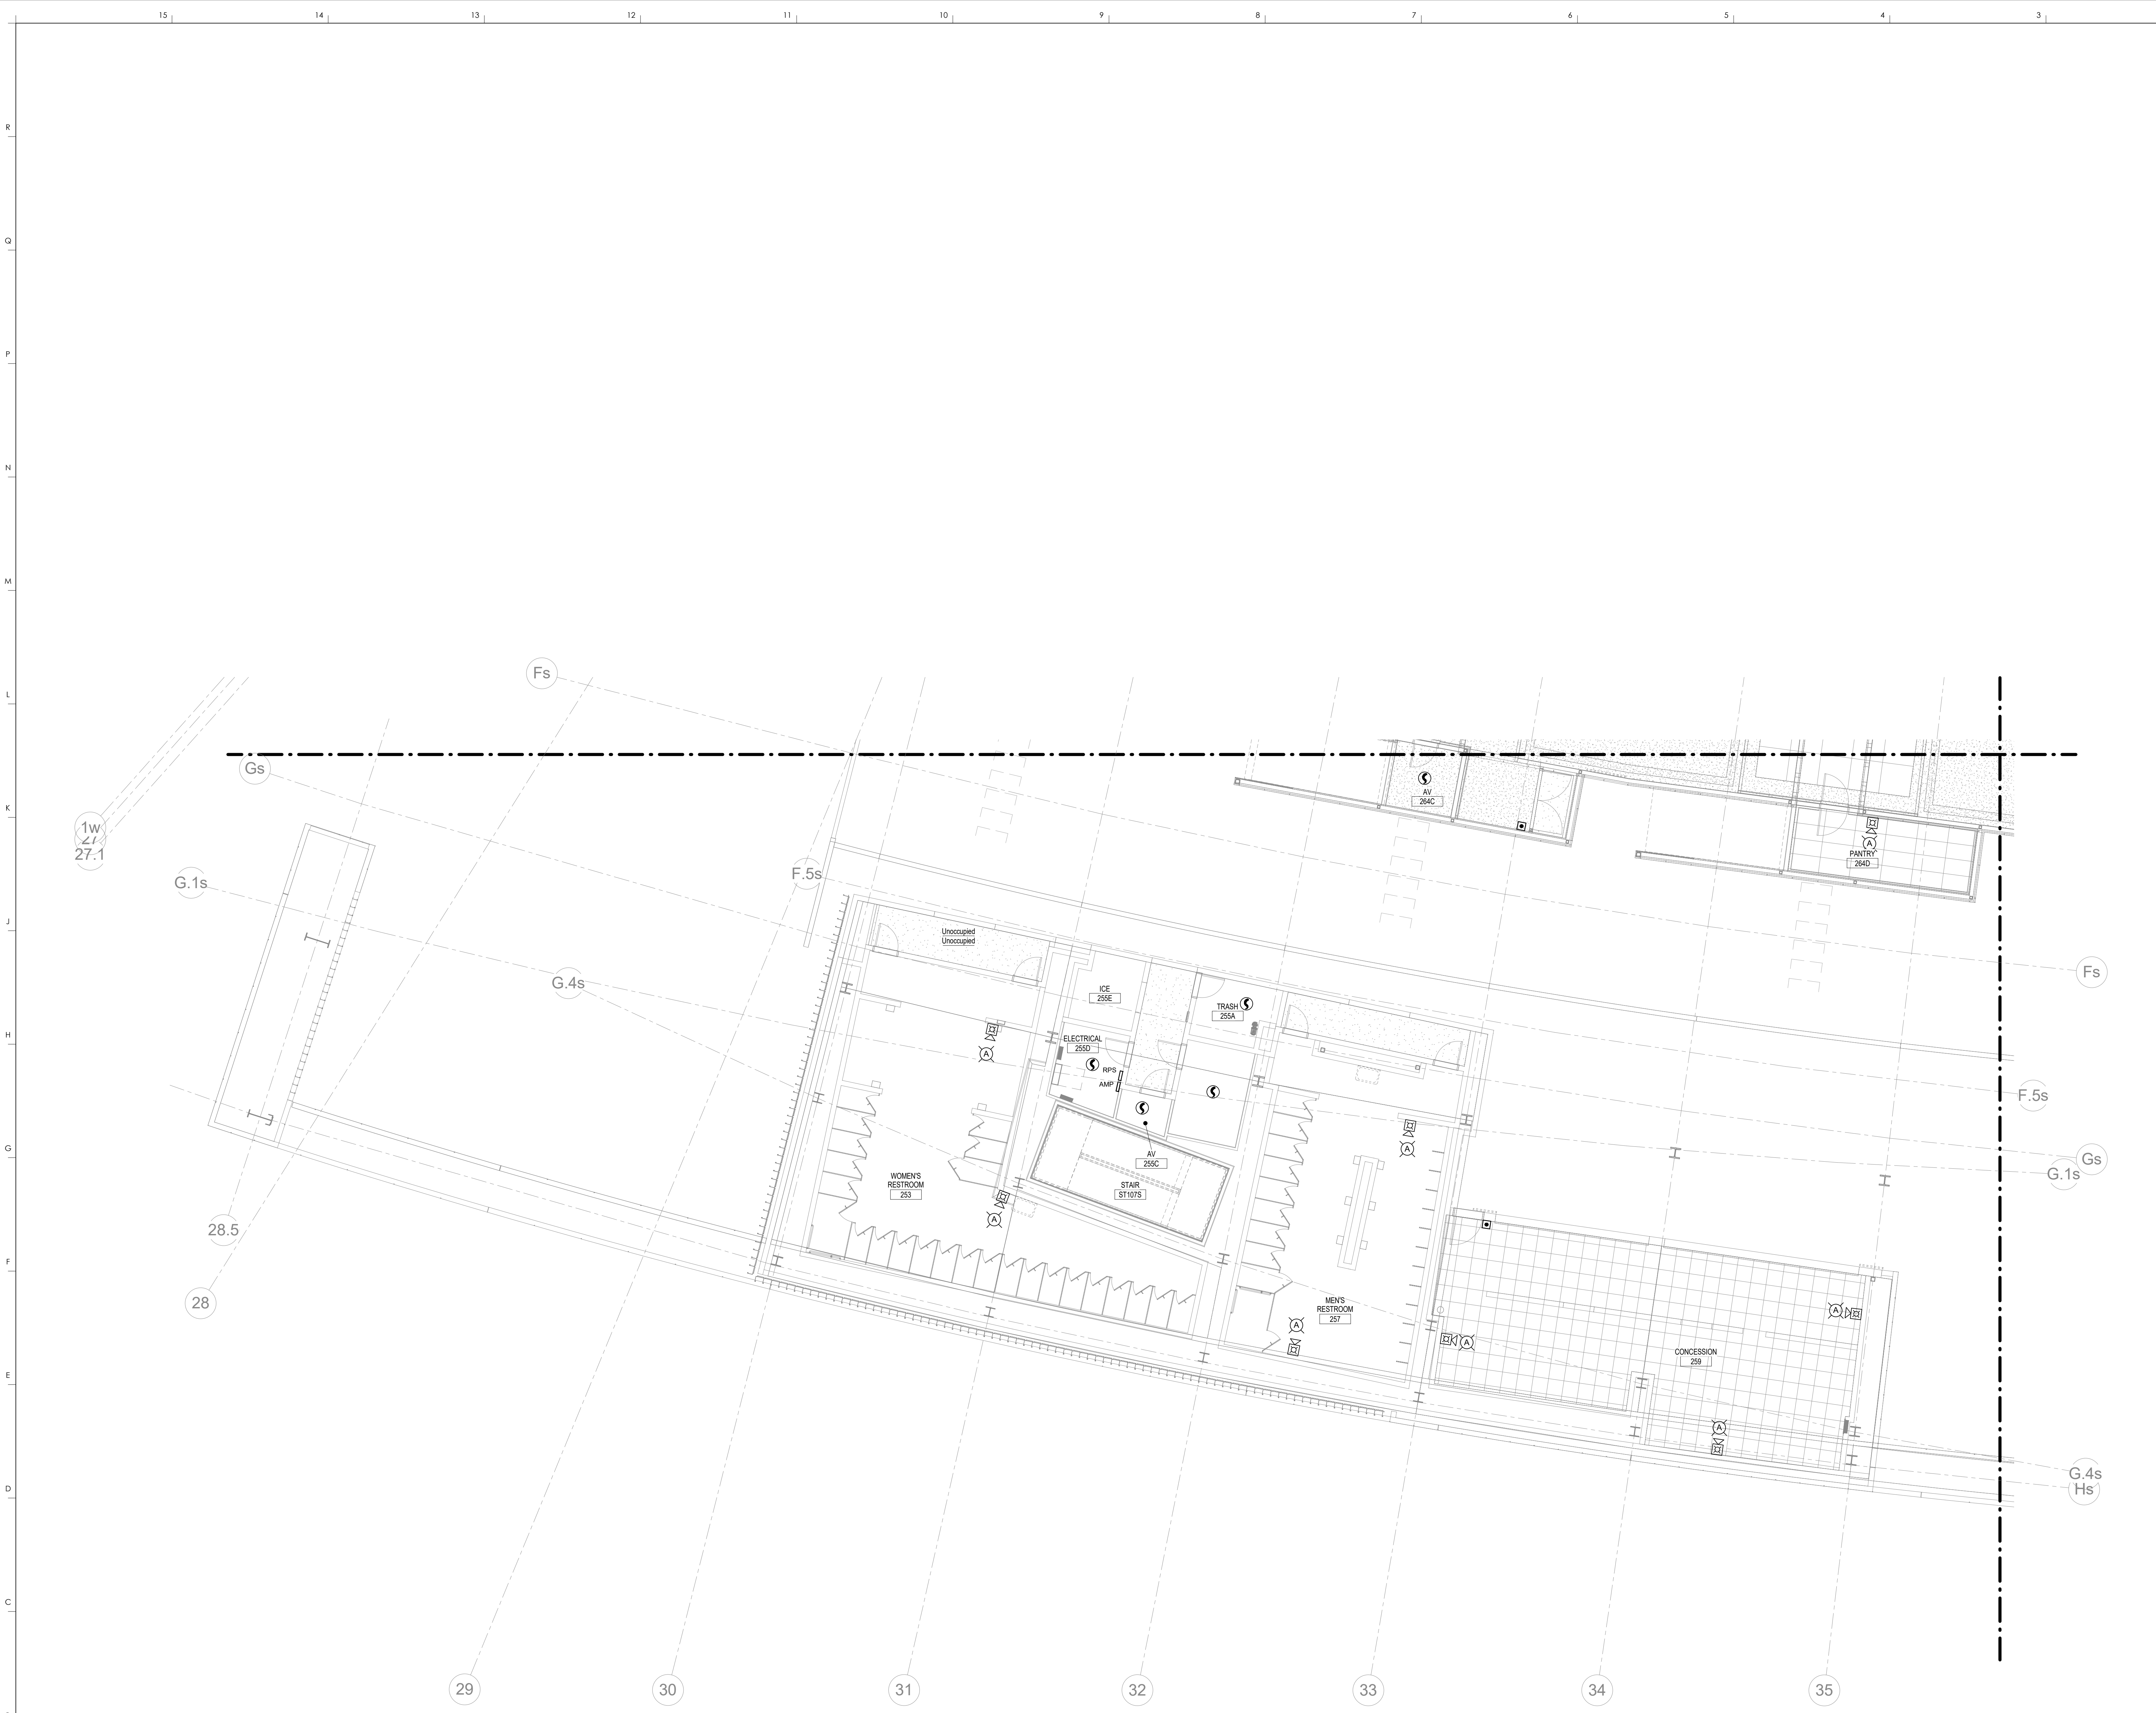 15 14 13 12 11 10 9 8 7 6 5 4 3
R
Q
P
N
M
L
K
J
H
G
F
E
D
C
Fs
Gs
AV
264C
1w
27
27.1
PANTRY
264D
G.1s
F.5s
Unoccupied
Unoccupied
Fs
G.4s
ICE
255E
TRASH
255A
ELECTRICAL
255D
A
RPS
AMP
F.5s
A
A
Gs
G.1s
AV
255C
WOMEN'S
RESTROOM
253
STAIR
ST107S
A
28.5
28
MEN'S
RESTROOM
257
A
A
A
CONCESSION
259
A
G.4s
Hs
29 30 31 32 33 34 35